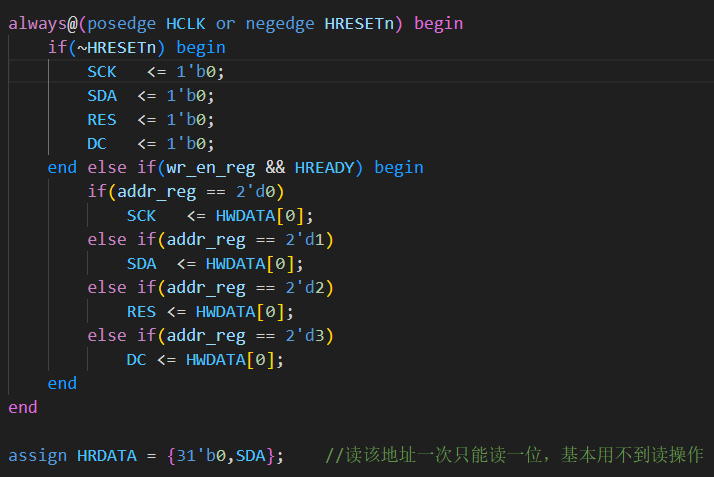 always@(posedge HCLK or negedge HRESETn) begin
    if(~HRESETn) begin
        SCK   <= 1'b0;
        SDA  <= 1'b0;
        RES  <= 1'b0;
        DC   <= 1'b0;
    end else if(wr_en_reg && HREADY) begin
        if(addr_reg == 2'd0)
            SCK   <= HWDATA[0];
        else if(addr_reg == 2'd1)
            SDA  <= HWDATA[0];
        else if(addr_reg == 2'd2)
            RES <= HWDATA[0];
        else if(addr_reg == 2'd3)
            DC <= HWDATA[0];
    end
end
assign HRDATA = {31'b0,SDA};    //读该地址一次只能读一位，基本用不到读操作